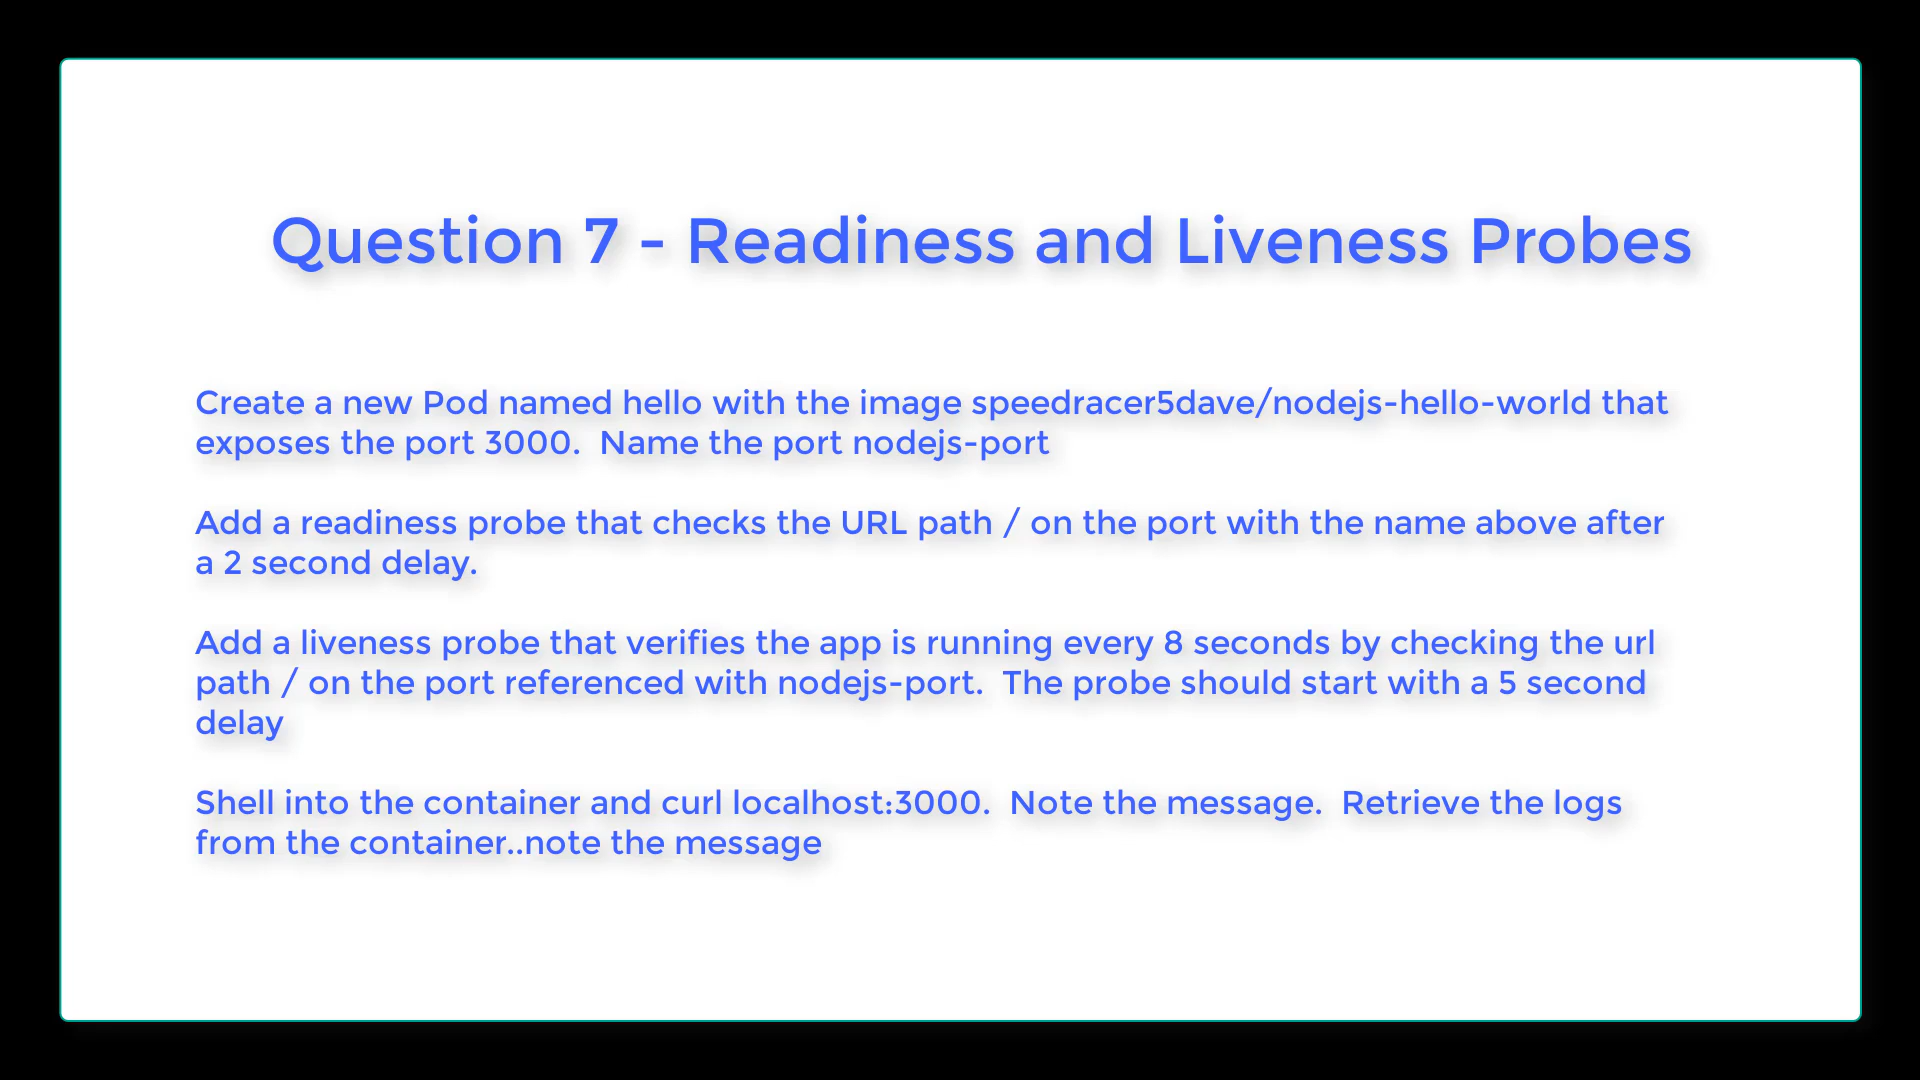 Question 7 - Readiness and Liveness Probes
Create a new Pod named hello with the image speedracer5dave/nodejs-hello-world that
exposes the port 3000.  Name the port nodejs-port
Add a readiness probe that checks the URL path / on the port with the name above after
a 2 second delay.
Add a liveness probe that verifies the app is running every 8 seconds by checking the url
path / on the port referenced with nodejs-port.  The probe should start with a 5 second
delay
Shell into the container and curl localhost:3000.  Note the message.  Retrieve the logs
from the container..note the message